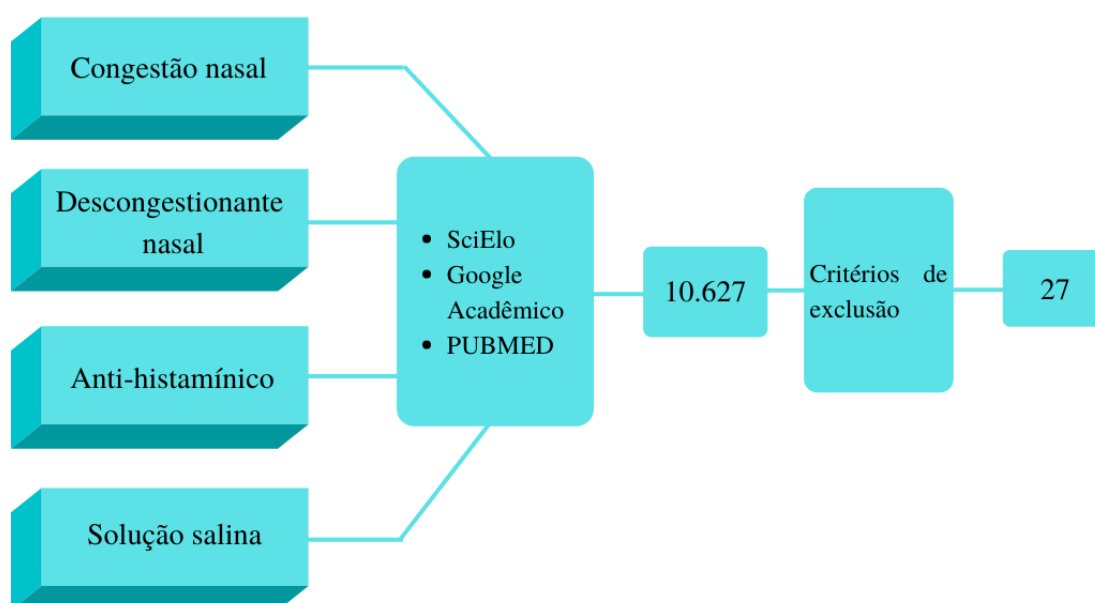 Congestão nasal
Descongestionante
nasal
Anti-histamínico
Solução salina
• SciElo
• Google
Acadêmico
• PUBMED
10.627
Critérios de
exclusão
27